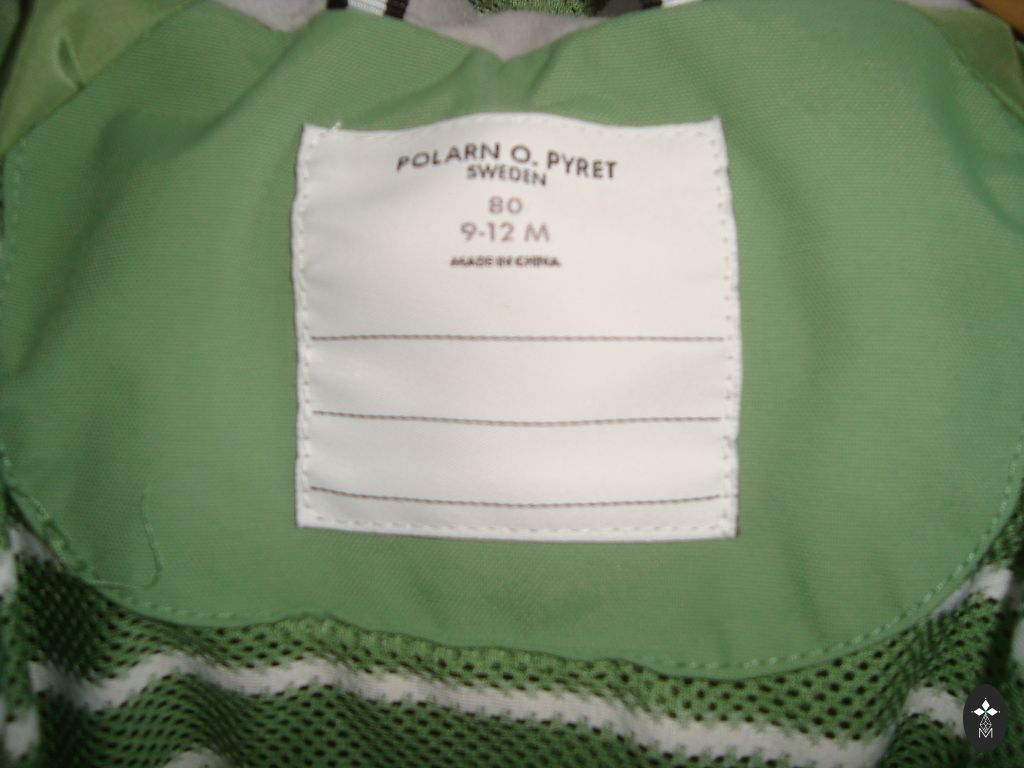 POLARN O. PYRET
SWEDEN
80
9-12 M
MADE IN CHINA
M